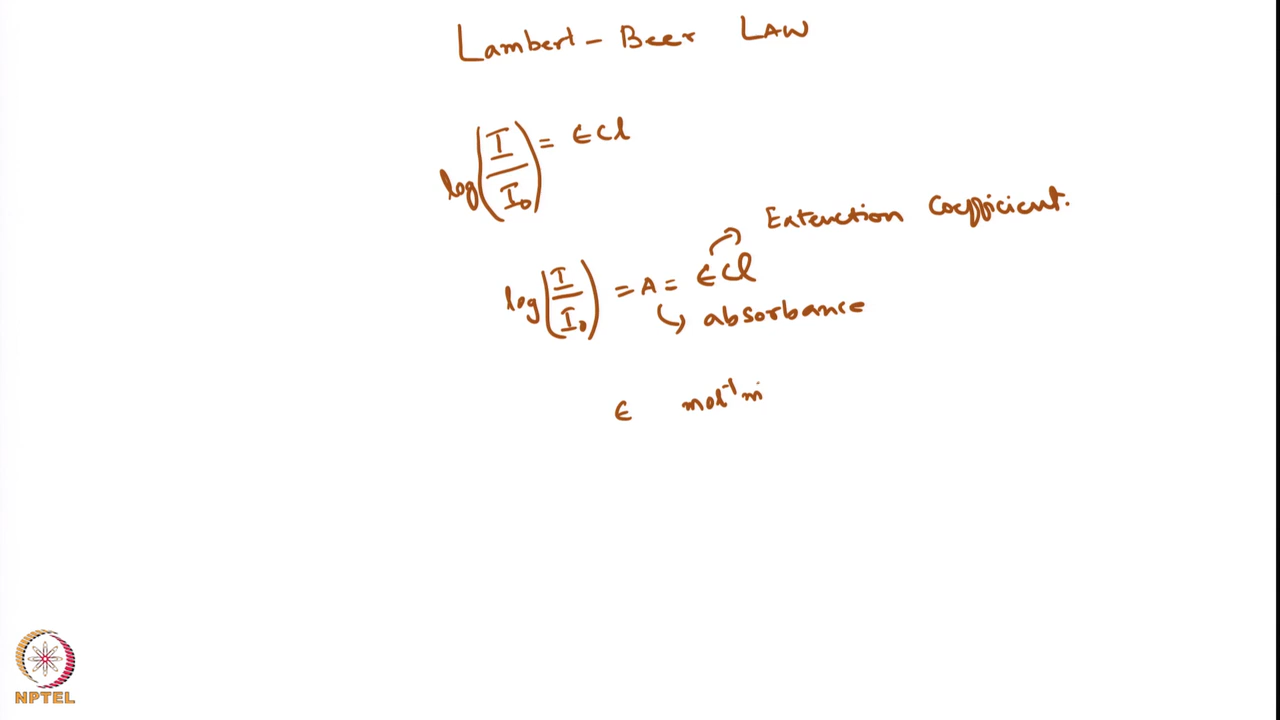 Lambert - Beer LAW
log(I/I₀) = ϵCl
Extenction Coefficient.
log(I/I₀) = A = ϵCl
absorbance
ϵ mol⁻¹ m
NPTEL